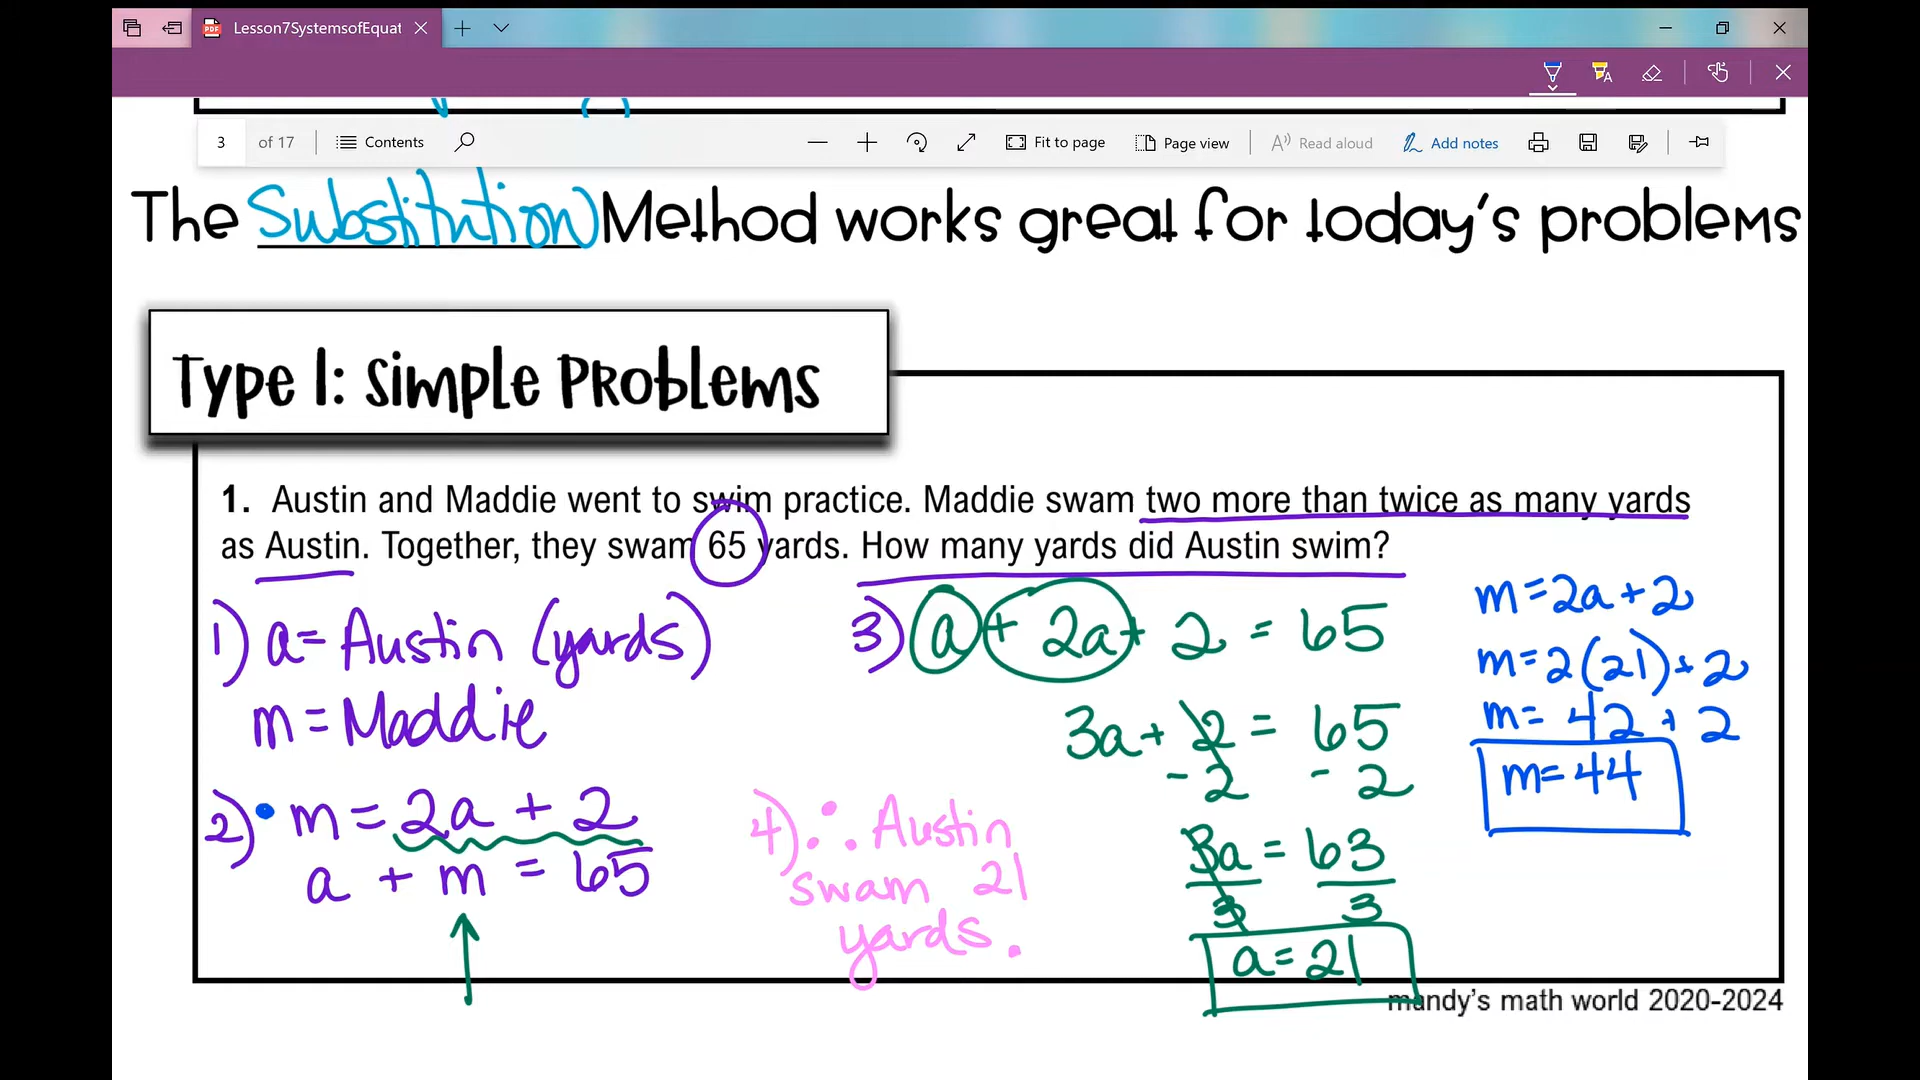 Lesson7SystemsofEquat
3 of 17 Contents Fit to page Page view Read aloud Add notes
The Substitution Method works great for today's problems
Type 1: Simple Problems
1. Austin and Maddie went to swim practice. Maddie swam two more than twice as many yards
as Austin. Together, they swam 65 yards. How many yards did Austin swim?
1) a = Austin (yards)
m = Maddie
2) • m = 2a + 2
a + m = 65
3) a + 2a + 2 = 65
3a + 2 = 65
- 2 - 2
3a = 63
3 3
a = 21
4) ∴ Austin
swam 21
yards.
m = 2a + 2
m = 2(21) + 2
m = 42 + 2
m = 44
mandy's math world 2020-2024